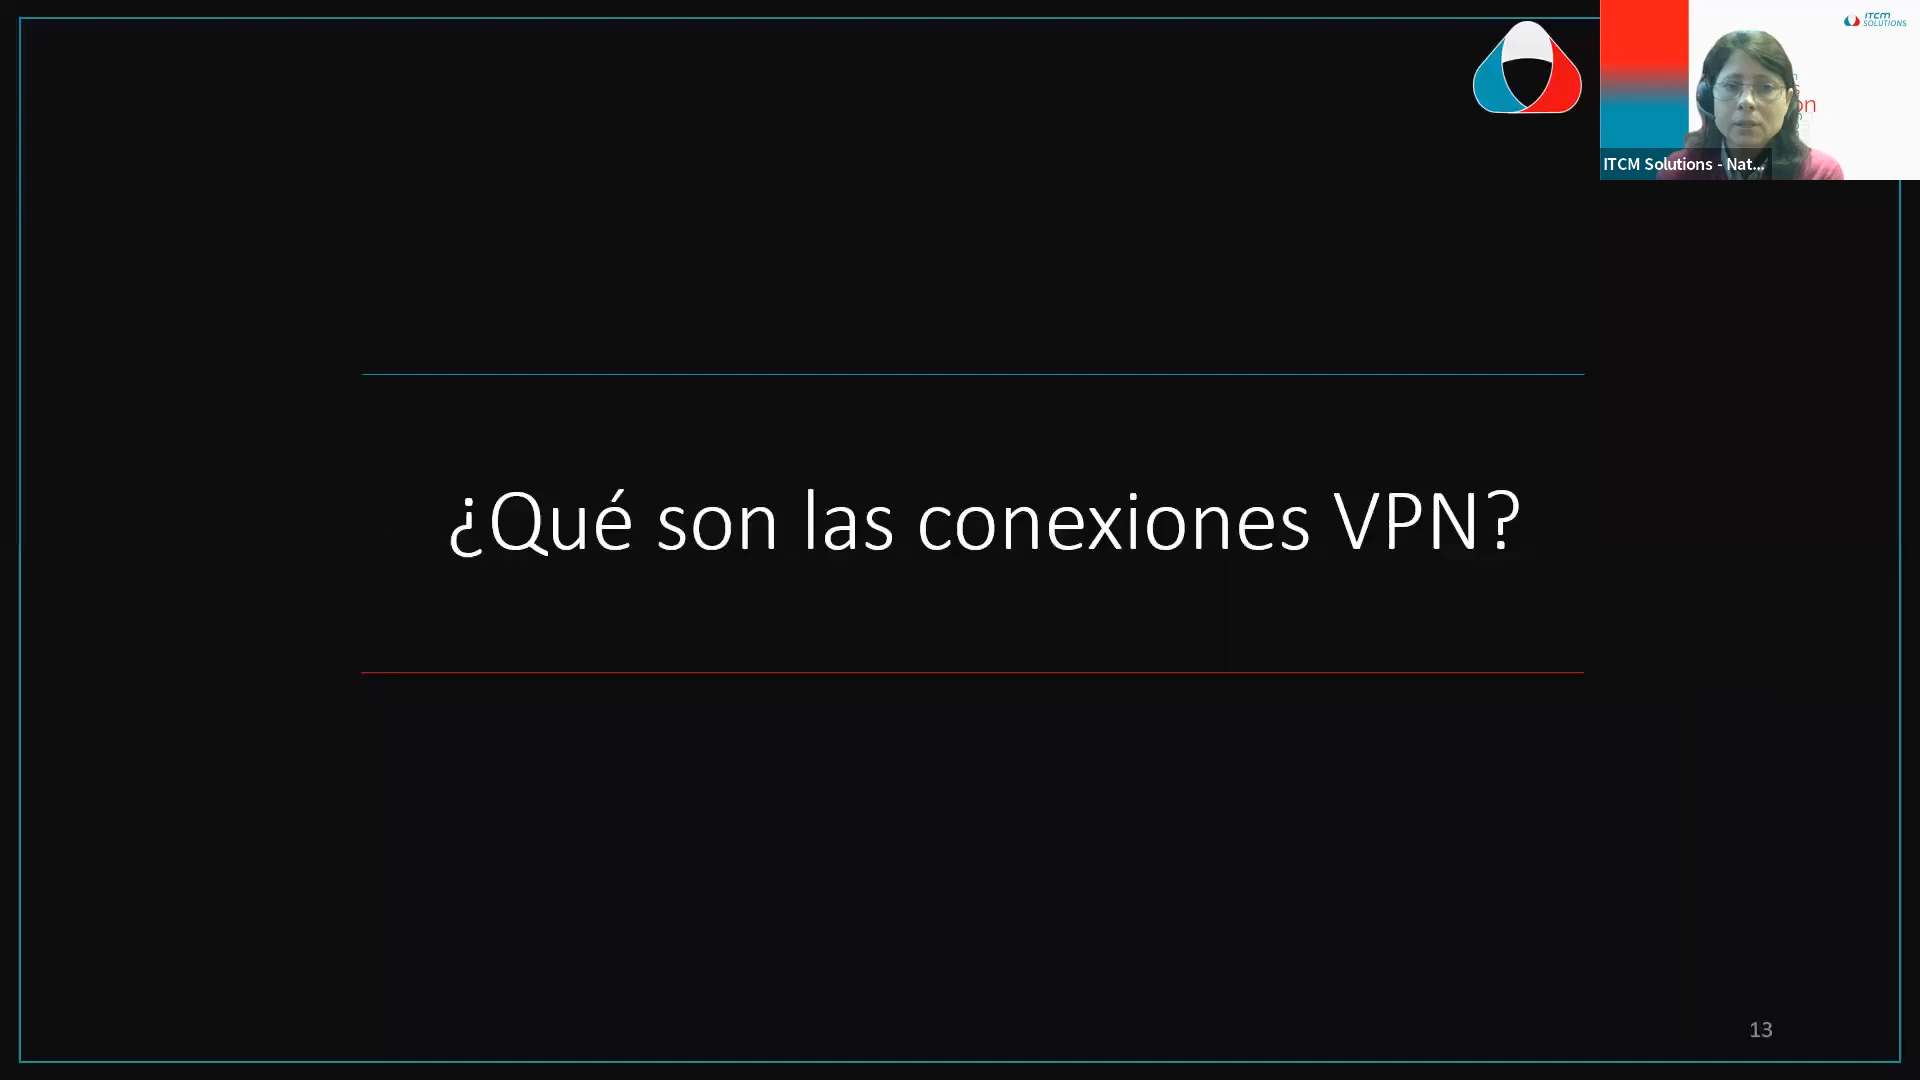 ITCM
SOLUTIONS
ITCM Solutions - Nat...
¿Qué son las conexiones VPN?
13